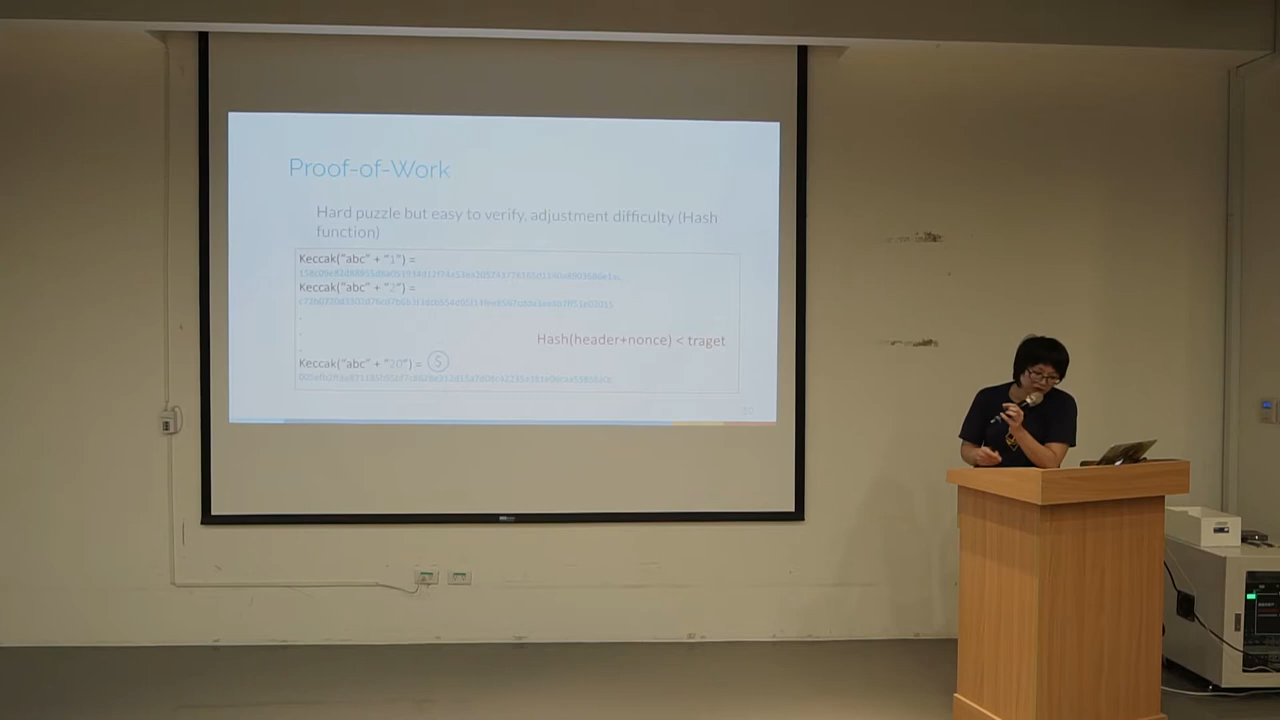 Proof-of-Work
Hard puzzle but easy to verify, adjustment difficulty (Hash
function)
Keccak("abc" + "1") =
Keccak("abc" + "2") =
.
.
.
Hash(header+nonce) < traget
Keccak("abc" + "20") = $